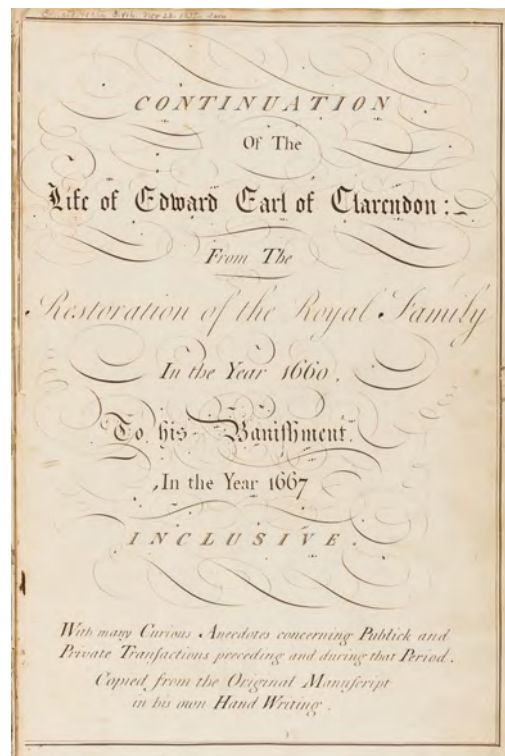 CONTINUATION
Of The
Life of Edward Earl of Clarendon:
From The
Restoration of the Royal Family
In the Year 1660.
To his Banishment.
In the Year 1667
INCLUSIVE.
With many Curious Anecdotes concerning Publick and
Private Tranſactions preceding and during that Period.
Copied from the Original Manuſcript
in his own Hand Writing.